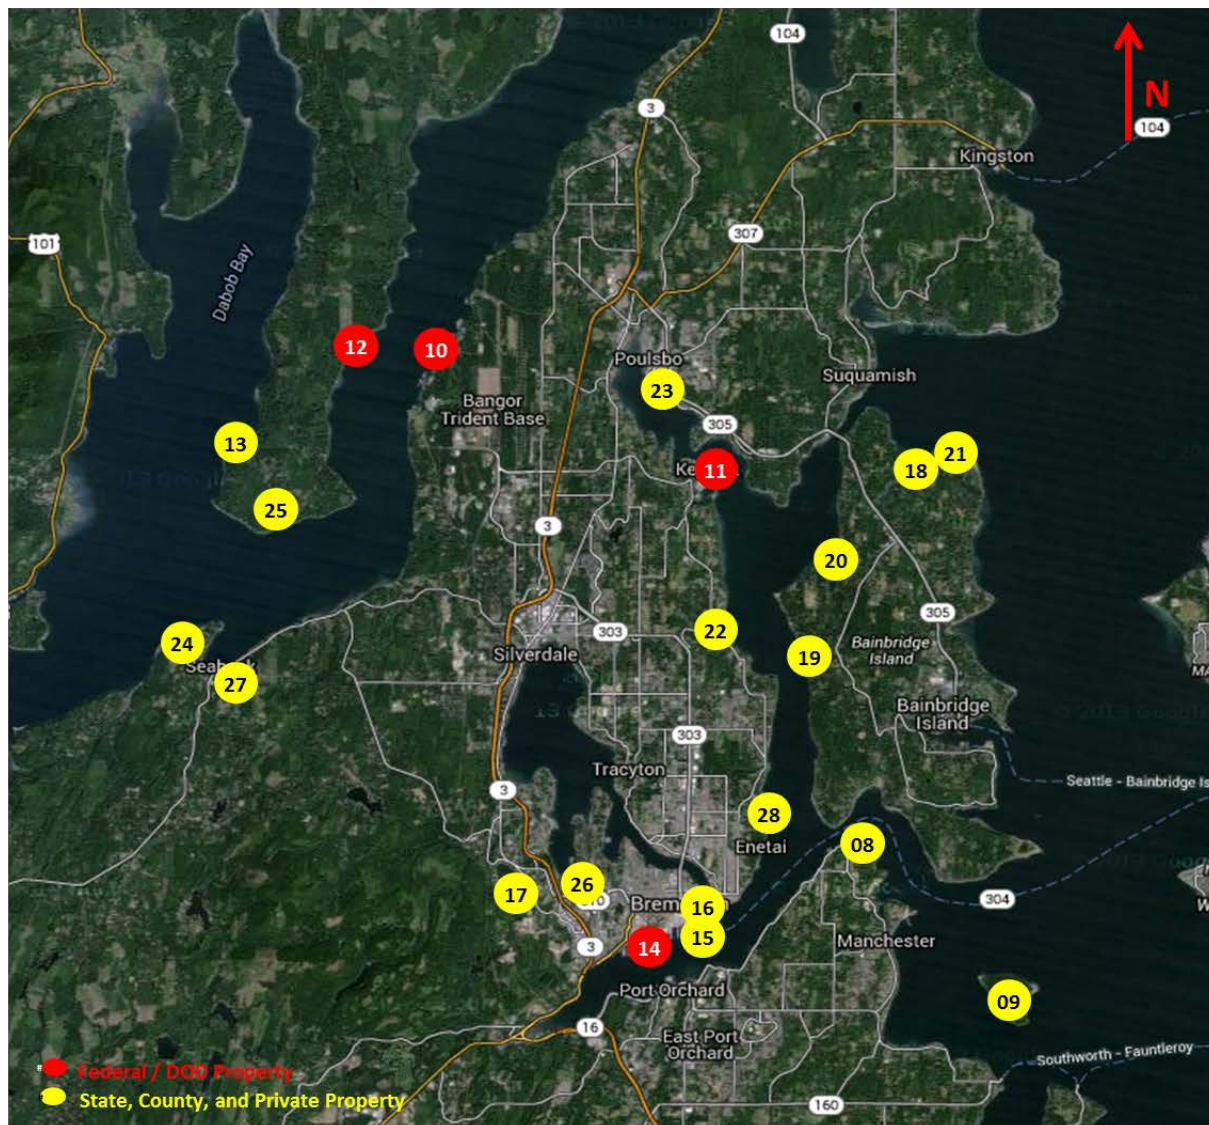 104
3
N
104
Kingston
307
101
Dabob Bay
12
10
Poulsbo
23
Suquamish
Bangor
Trident Base
305
13
11
18
21
25
3
20
303
305
22
24
Silverdale
19
Bainbridge
Island
27
Bainbridge
Island
303
Tracyton
Seattle - Bainbridge Is
3
28
Enetai
08
17
26
304
16
15
14
3
Manchester
Port Orchard
09
16
East Port
Orchard
Southworth - Fauntleroy
Federal / DOD Property
State, County, and Private Property
160